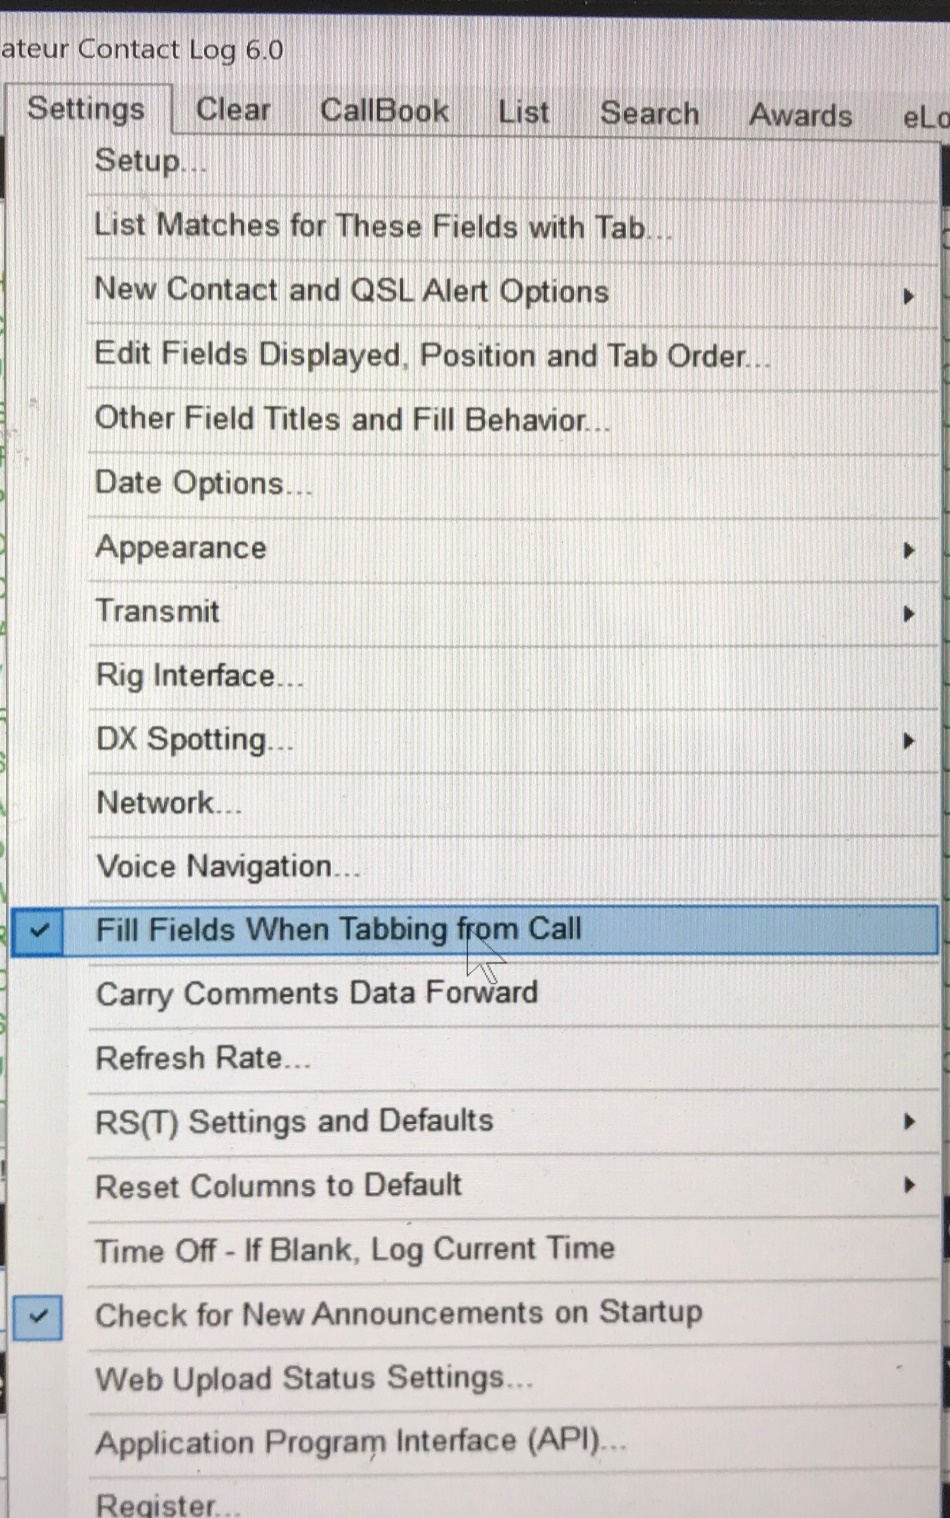 ateur Contact Log 6.0
Settings Clear CallBook List Search Awards eLo
Setup...
List Matches for These Fields with Tab...
New Contact and QSL Alert Options
Edit Fields Displayed, Position and Tab Order...
Other Field Titles and Fill Behavior...
Date Options...
Appearance
Transmit
Rig Interface...
DX Spotting...
Network...
Voice Navigation...
Fill Fields When Tabbing from Call
Carry Comments Data Forward
Refresh Rate...
RS(T) Settings and Defaults
Reset Columns to Default
Time Off - If Blank, Log Current Time
Check for New Announcements on Startup
Web Upload Status Settings...
Application Program Interface (API)...
Register...